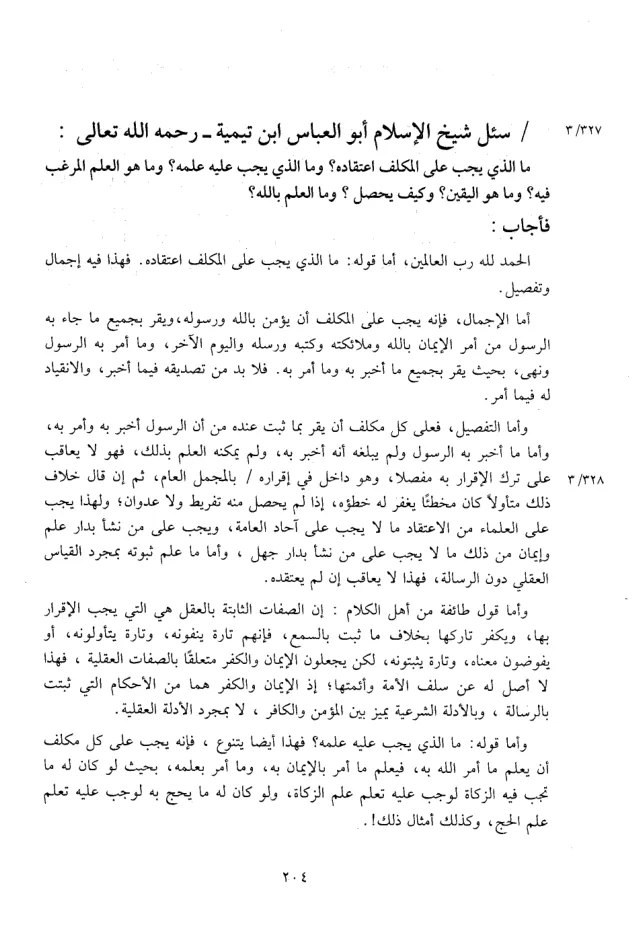 ٣/٣٢٧ / سئل شيخ الإسلام أبو العباس ابن تيمية ـ رحمه الله تعالى :
ما الذي يجب على المكلف اعتقاده؟ وما الذي يجب عليه علمه؟ وما هو العلم المرغب
فيه؟ وما هو اليقين؟ وكيف يحصل ؟ وما العلم بالله؟
فأجاب :
الحمد لله رب العالمين، أما قوله: ما الذي يجب على المكلف اعتقاده. فهذا فيه إجمال
وتفصيل.
أما الإجمال، فإنه يجب على المكلف أن يؤمن بالله ورسوله،ويقر بجميع ما جاء به
الرسول من أمر الإيمان بالله وملائكته وكتبه ورسله واليوم الآخر، وما أمر به الرسول
ونهى، بحيث يقر بجميع ما أخبر به وما أمر به. فلا بد من تصديقه فيما أخبر، والانقياد
له فيما أمر.
وأما التفصيل، فعلى كل مكلف أن يقر بما ثبت عنده من أن الرسول أخبر به وأمر به،
وأما ما أخبر به الرسول ولم يبلغه أنه أخبر به، ولم يمكنه العلم بذلك، فهو لا يعاقب
٣/٣٢٨ على ترك الإقرار به مفصلا، وهو داخل في إقراره / بالمجمل العام، ثم إن قال خلاف
ذلك متأولاً كان مخطئًا يغفر له خطؤه، إذا لم يحصل منه تفريط ولا عدوان؛ ولهذا يجب
على العلماء من الاعتقاد ما لا يجب على آحاد العامة، ويجب على من نشأ بدار علم
وإيمان من ذلك ما لا يجب على من نشأ بدار جهل ، وأما ما علم ثبوته بمجرد القياس
العقلي دون الرسالة، فهذا لا يعاقب إن لم يعتقده.
وأما قول طائفة من أهل الكلام : إن الصفات الثابتة بالعقل هي التي يجب الإقرار
بها، ويكفر تاركها بخلاف ما ثبت بالسمع، فإنهم تارة ينفونه، وتارة يتأولونه، أو
يفوضون معناه، وتارة يثبتونه، لكن يجعلون الإيمان والكفر متعلقًا بالصفات العقلية ، فهذا
لا أصل له عن سلف الأمة وأئمتها؛ إذ الإيمان والكفر هما من الأحكام التي ثبتت
بالرسالة ، وبالأدلة الشرعية يميز بين المؤمن والكافر ، لا بمجرد الأدلة العقلية.
وأما قوله: ما الذي يجب عليه علمه؟ فهذا أيضا يتنوع ، فإنه يجب على كل مكلف
أن يعلم ما أمر الله به، فيعلم ما أمر بالإيمان به، وما أمر بعلمه، بحيث لو كان له ما
تجب فيه الزكاة لوجب عليه تعلم علم الزكاة، ولو كان له ما يحج به لوجب عليه تعلم
علم الحج، وكذلك أمثال ذلك!.
٢٠٤